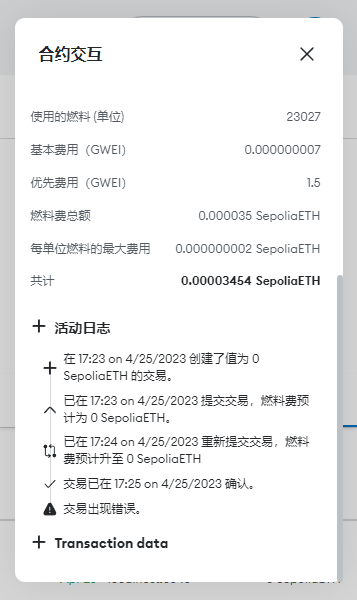 合约交互
使用的燃料 (单位) 23027
基本费用（GWEI） 0.000000007
优先费用（GWEI） 1.5
燃料费总额 0.000035 SepoliaETH
每单位燃料的最大费用 0.000000002 SepoliaETH
共计 0.00003454 SepoliaETH
活动日志
在 17:23 on 4/25/2023 创建了值为 0
SepoliaETH 的交易。
已在 17:23 on 4/25/2023 提交交易，燃料费预
计为 0 SepoliaETH。
已在 17:24 on 4/25/2023 重新提交交易，燃料
费预计升至 0 SepoliaETH
交易已在 17:25 on 4/25/2023 确认。
交易出现错误。
Transaction data